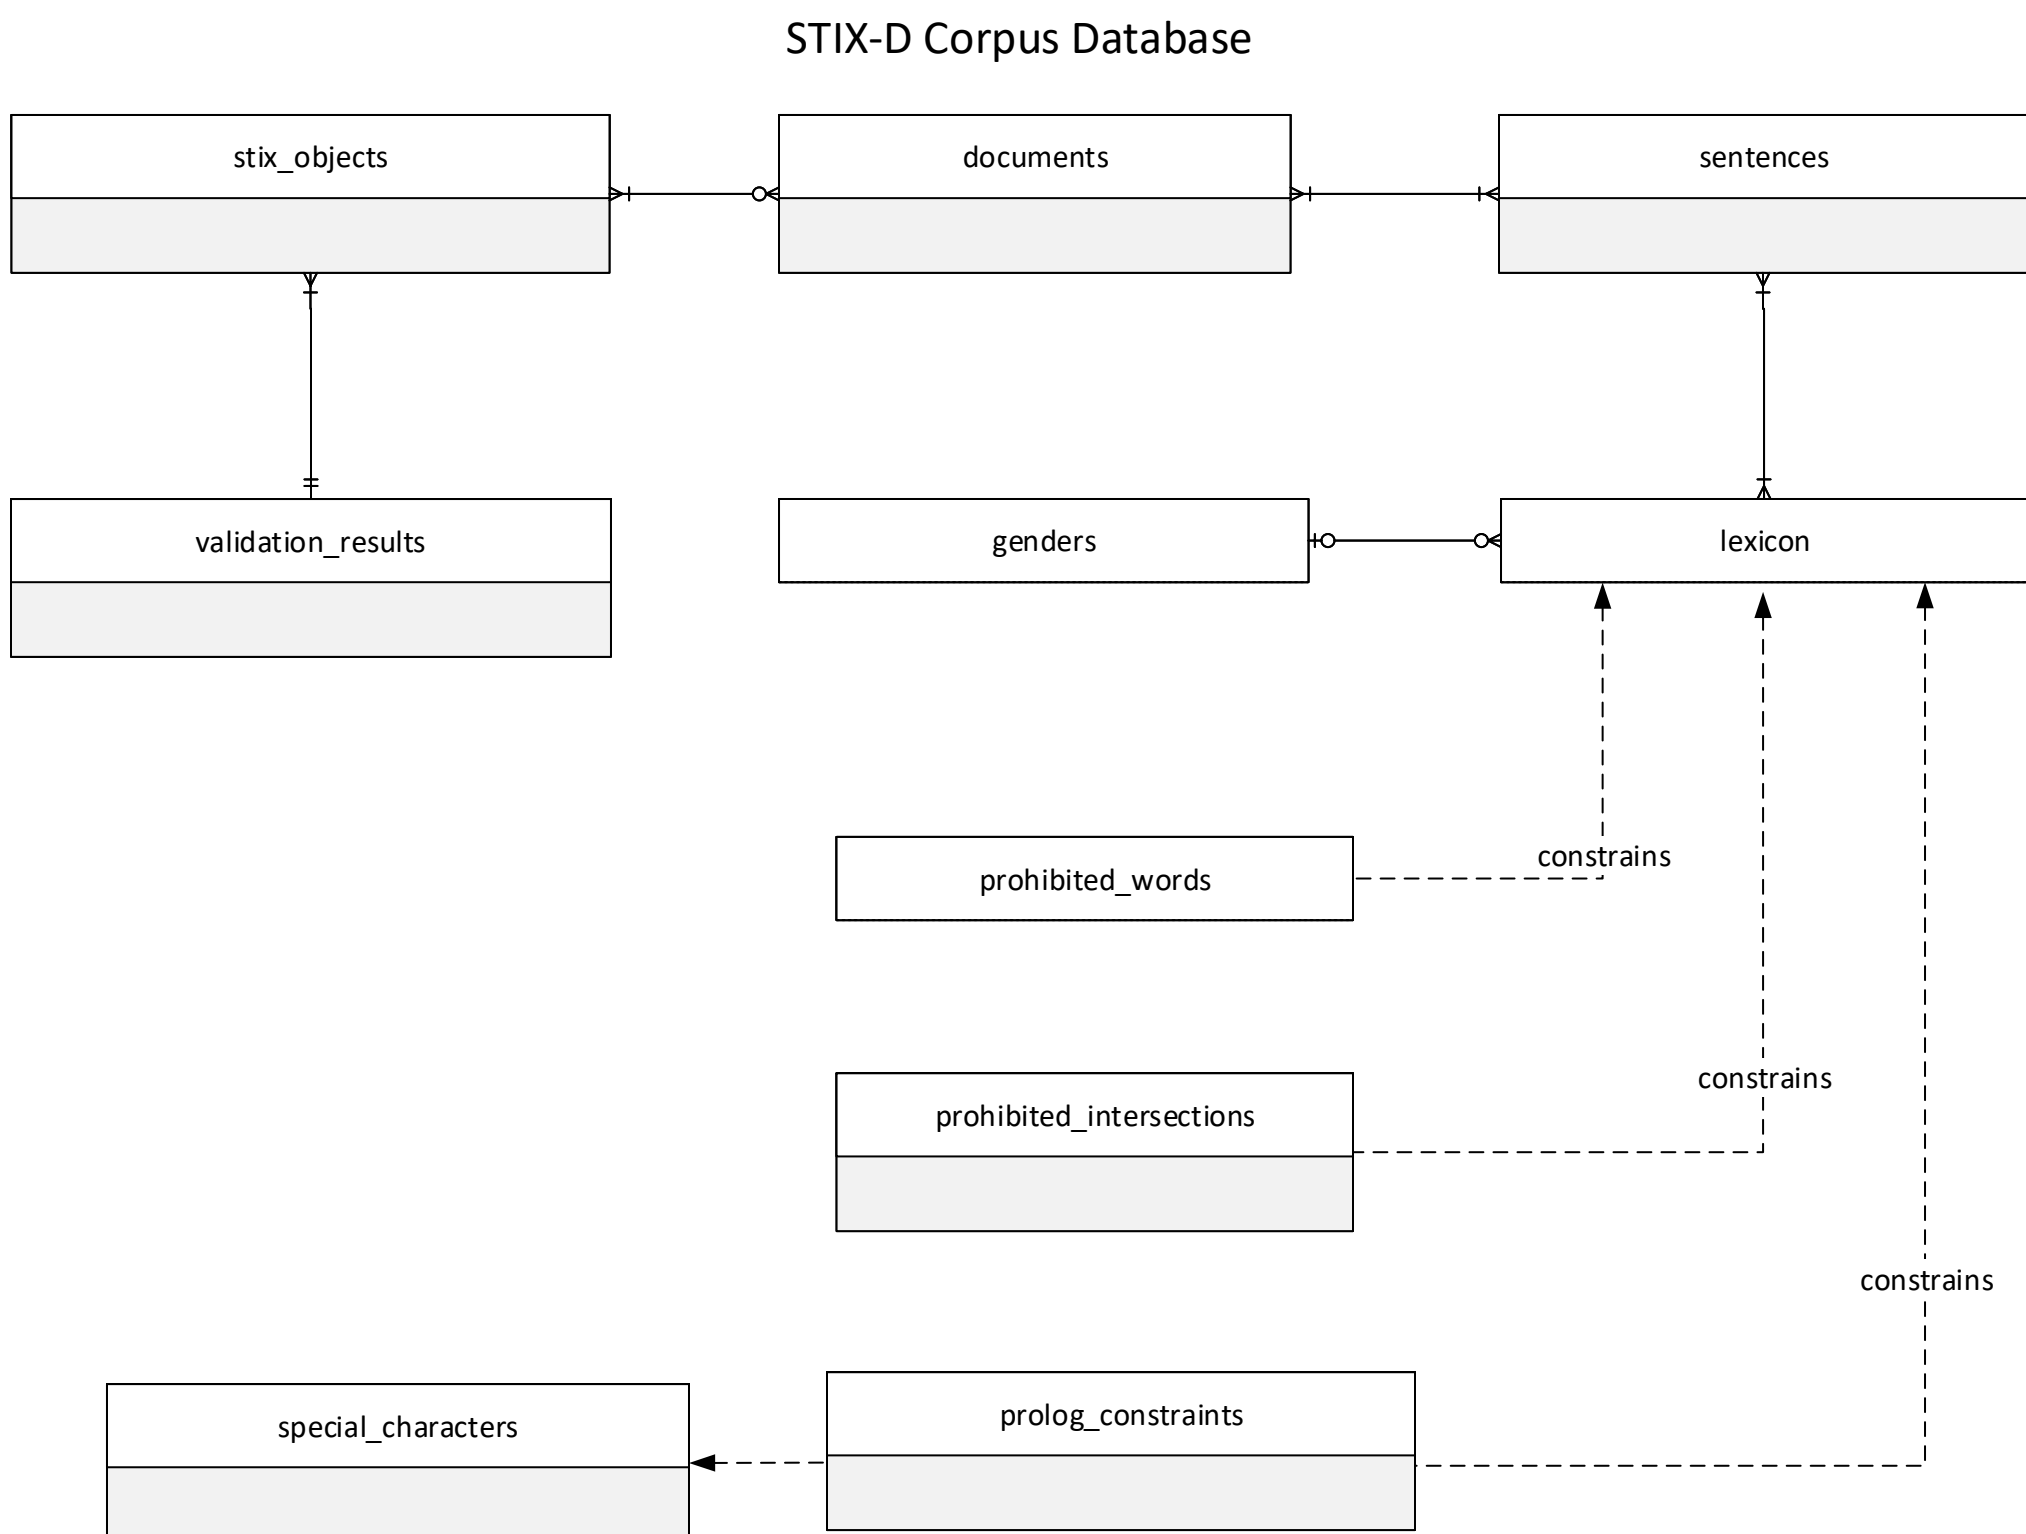 STIX-D Corpus Database
stix_objects
documents
sentences
validation_results
genders
lexicon
constrains
prohibited_words
constrains
prohibited_intersections
constrains
prolog_constraints
special_characters